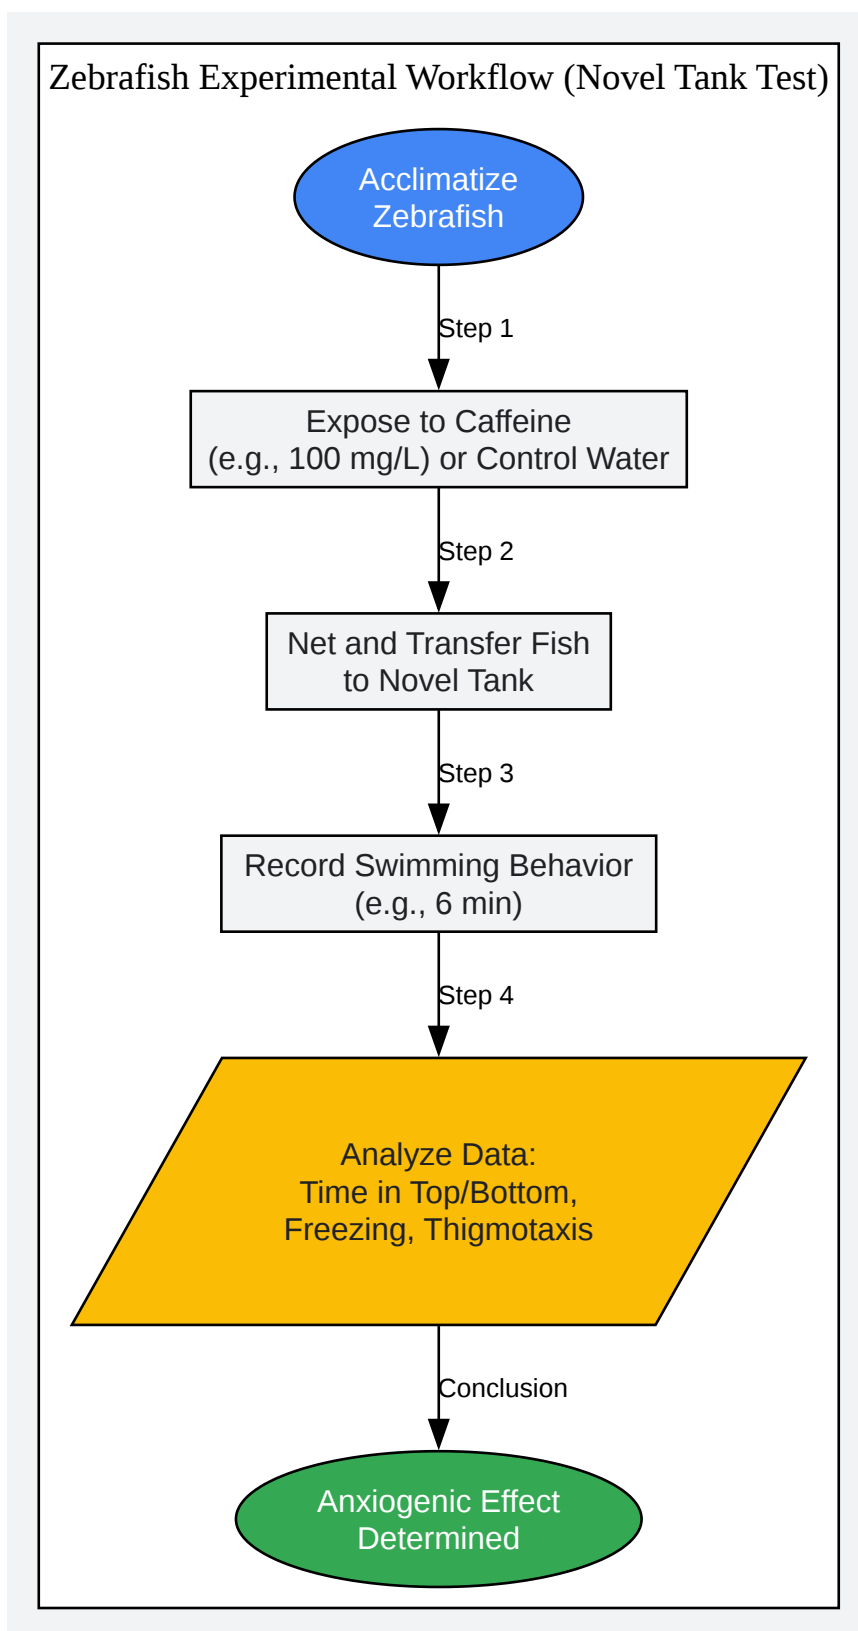 Zebrafish Experimental Workflow (Novel Tank Test)
Acclimatize
Zebrafish
Step 1
Expose to Caffeine
(e.g., 100 mg/L) or Control Water
Step 2
Net and Transfer Fish
to Novel Tank
Step 3
Record Swimming Behavior
(e.g., 6 min)
Step 4
Analyze Data:
Time in Top/Bottom,
Freezing, Thigmotaxis
Conclusion
Anxiogenic Effect
Determined